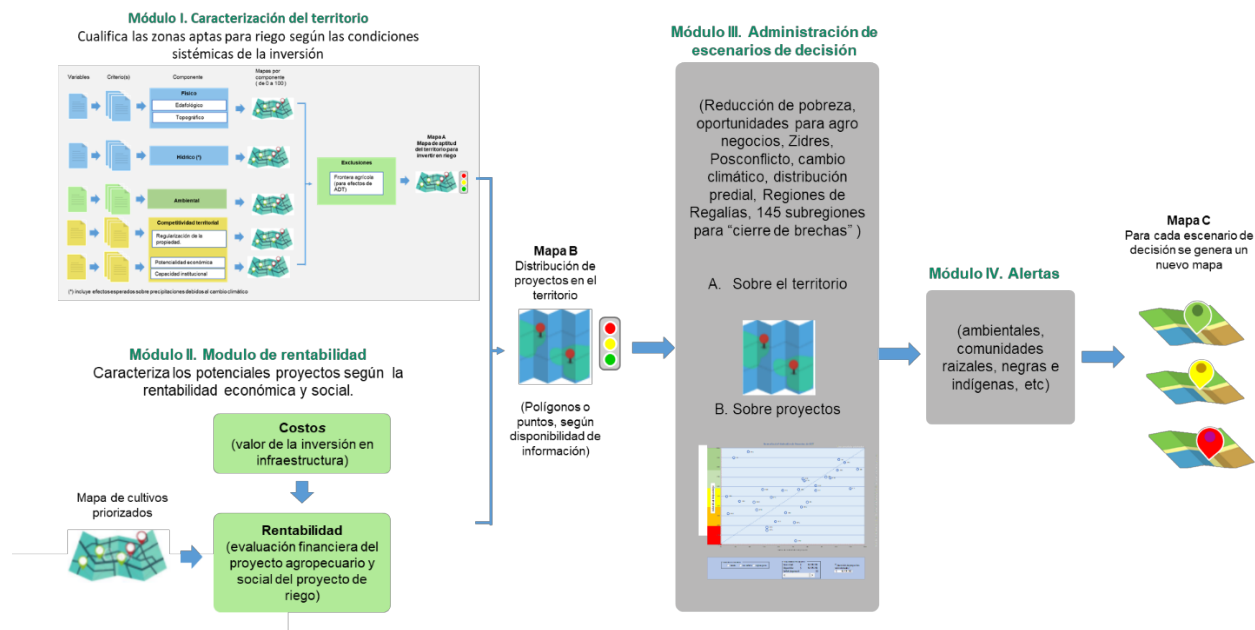 Módulo I. Caracterización del territorio
Cualifica las zonas aptas para riego según las condiciones
sistémicas de la inversión
Variables
Criterio(s)
Componente
Mapas por
componente
( de 0 a 100 )
Físico
Edafológico
Topográfico
Hídrico (*)
Ambiental
Competitividad territorial
Regularización de la
propiedad.
Potencialidad económica
Capacidad institucional
Exclusiones
Frontera agrícola
(para efectos de
ADT)
Mapa A
Mapa de aptitud
del territorio para
invertir en riego
(*) Incluye efectos esperados sobre precipitaciones debidas al cambio climático
Módulo II. Modulo de rentabilidad
Caracteriza los potenciales proyectos según la
rentabilidad económica y social.
Costos
(valor de la inversión en
infraestructura)
Mapa de cultivos
priorizados
Rentabilidad
(evaluación financiera del
proyecto agropecuario y
social del proyecto de
riego)
Mapa B
Distribución de
proyectos en el
territorio
(Polígonos o
puntos, según
disponibilidad de
información)
Módulo III. Administración de
escenarios de decisión
(Reducción de pobreza,
oportunidades para agro
negocios, Zidres,
Posconflicto, cambio
climático, distribución
predial, Regiones de
Regalías, 145 subregiones
para “cierre de brechas” )
A. Sobre el territorio
B. Sobre proyectos
Módulo IV. Alertas
(ambientales,
comunidades
raizales, negras e
indígenas, etc)
Mapa C
Para cada escenario de
decisión se genera un
nuevo mapa